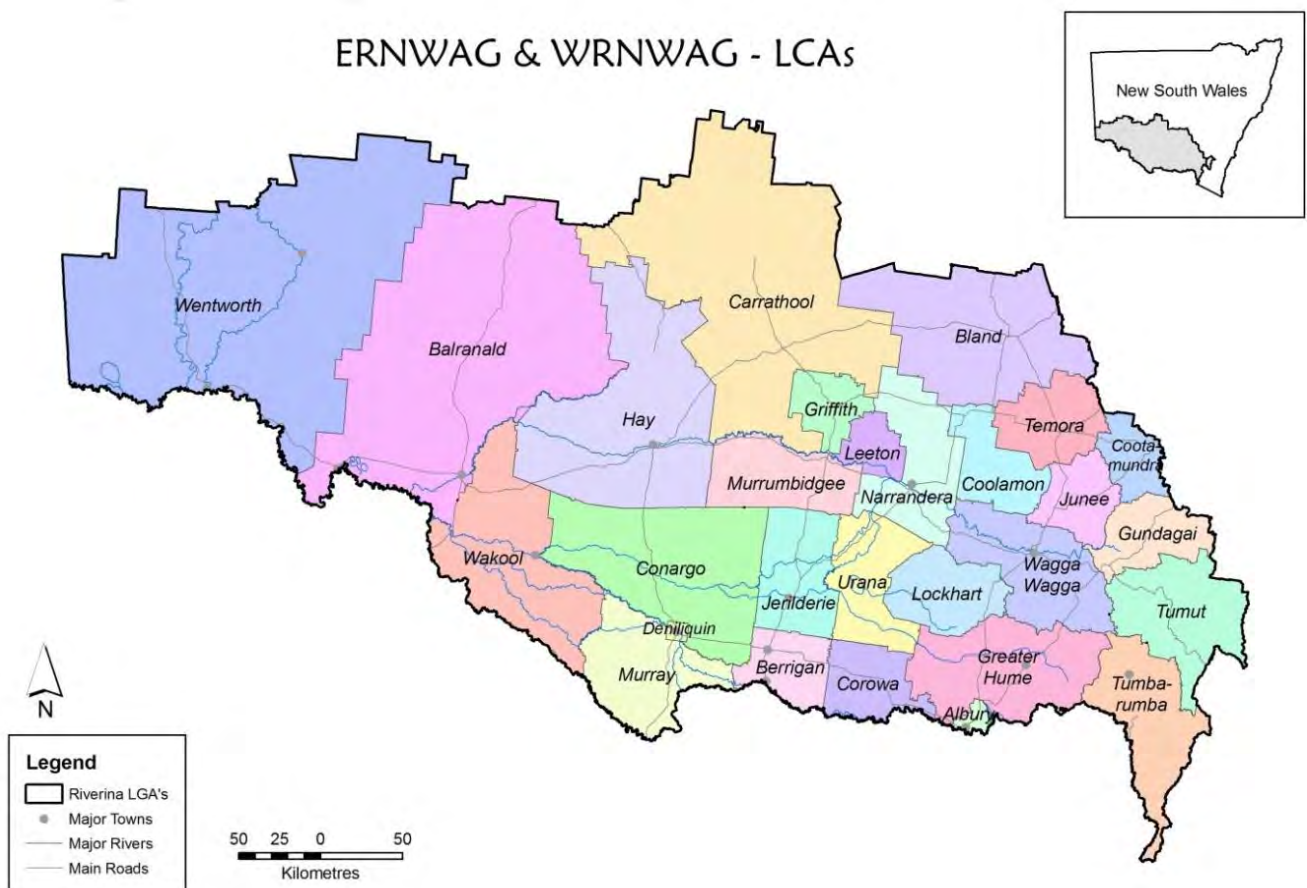 ERNWAG & WRNWAG - LCAs
New South Wales
Wentworth
Balranald
Carrathool
Bland
Hay
Griffith
Leeton
Temora
Coota-
mundra
Murrumbidgee
Narrandera
Coolamon
Junee
Gundagai
Wakool
Conargo
Jerilderie
Urana
Lockhart
Wagga
Wagga
Tumut
Deniliquin
Murray
Berrigan
Corowa
Greater
Hume
Albury
Tumba-
rumba
N
Legend
Riverina LGA's
Major Towns
Major Rivers
Main Roads
50 25 0 50
Kilometres